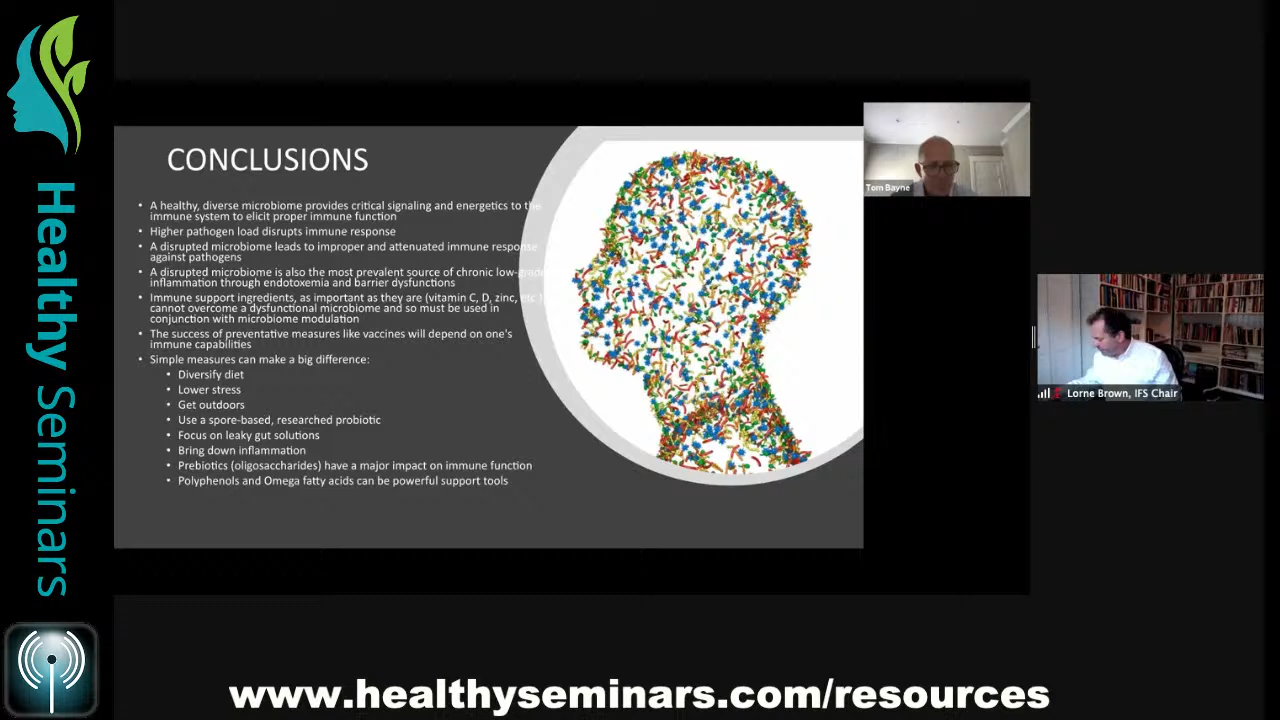 Healthy Seminars
CONCLUSIONS
• A healthy, diverse microbiome provides critical signaling and energetics to the
immune system to elicit proper immune function
• Higher pathogen load disrupts immune response
• A disrupted microbiome leads to improper and attenuated immune response
against pathogens
• A disrupted microbiome is also the most prevalent source of chronic low-grade
inflammation through endotoxemia and barrier dysfunctions
• Immune support ingredients, as important as they are (vitamin C, D, zinc, etc )
cannot overcome a dysfunctional microbiome and so must be used in
conjunction with microbiome modulation
• The success of preventative measures like vaccines will depend on one's
immune capabilities
• Simple measures can make a big difference:
• Diversify diet
• Lower stress
• Get outdoors
• Use a spore-based, researched probiotic
• Focus on leaky gut solutions
• Bring down inflammation
• Prebiotics (oligosaccharides) have a major impact on immune function
• Polyphenols and Omega fatty acids can be powerful support tools
Tom Bayne
Lorne Brown, IFS Chair
www.healthyseminars.com/resources